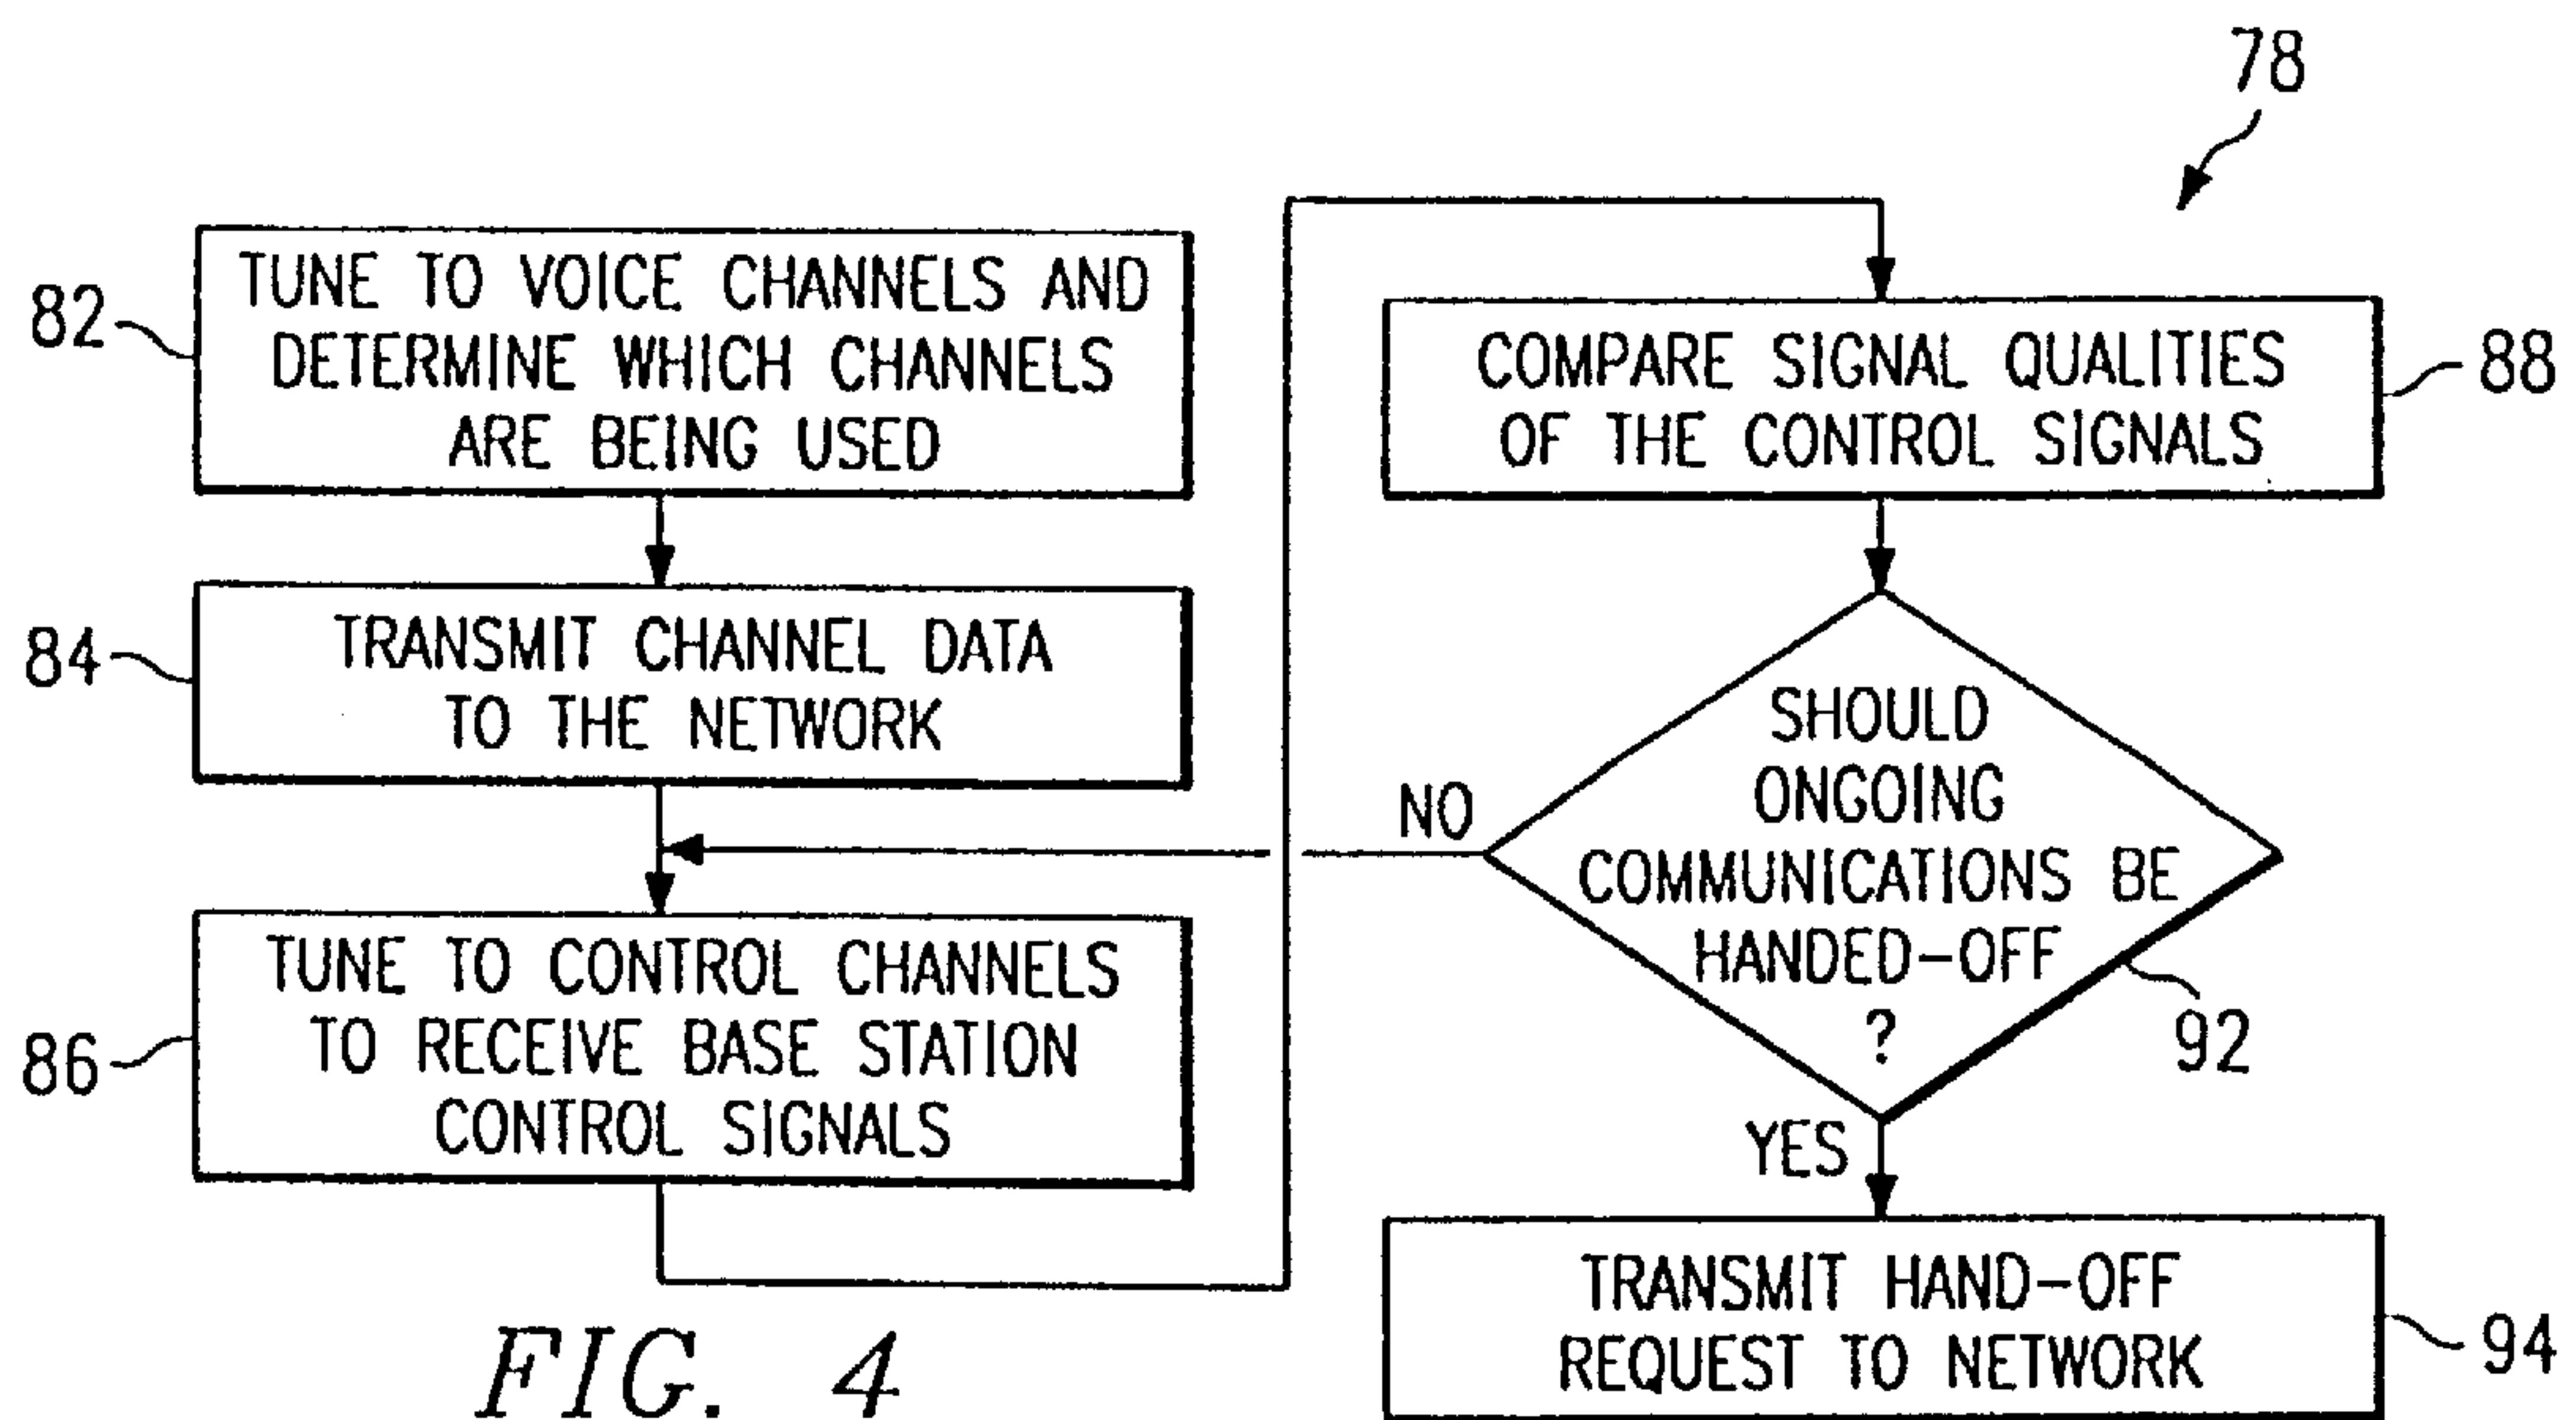 78
82
TUNE TO VOICE CHANNELS AND
DETERMINE WHICH CHANNELS
ARE BEING USED
84
TRANSMIT CHANNEL DATA
TO THE NETWORK
86
TUNE TO CONTROL CHANNELS
TO RECEIVE BASE STATION
CONTROL SIGNALS
COMPARE SIGNAL QUALITIES
OF THE CONTROL SIGNALS
88
SHOULD
ONGOING
COMMUNICATIONS BE
HANDED-OFF
?
92
NO
YES
TRANSMIT HAND-OFF
REQUEST TO NETWORK
94
FIG. 4